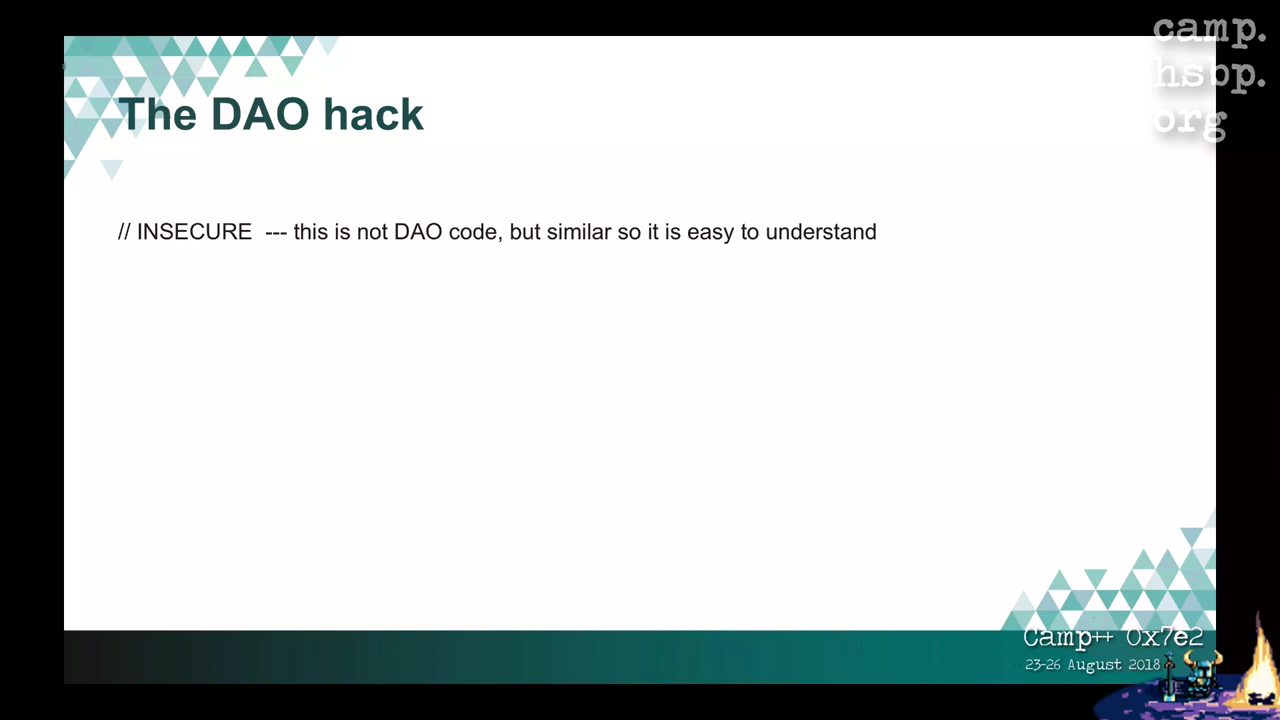 camp.
hsbp.
org
The DAO hack
// INSECURE --- this is not DAO code, but similar so it is easy to understand
Camp++ 0x7e2
23-26 August 2018